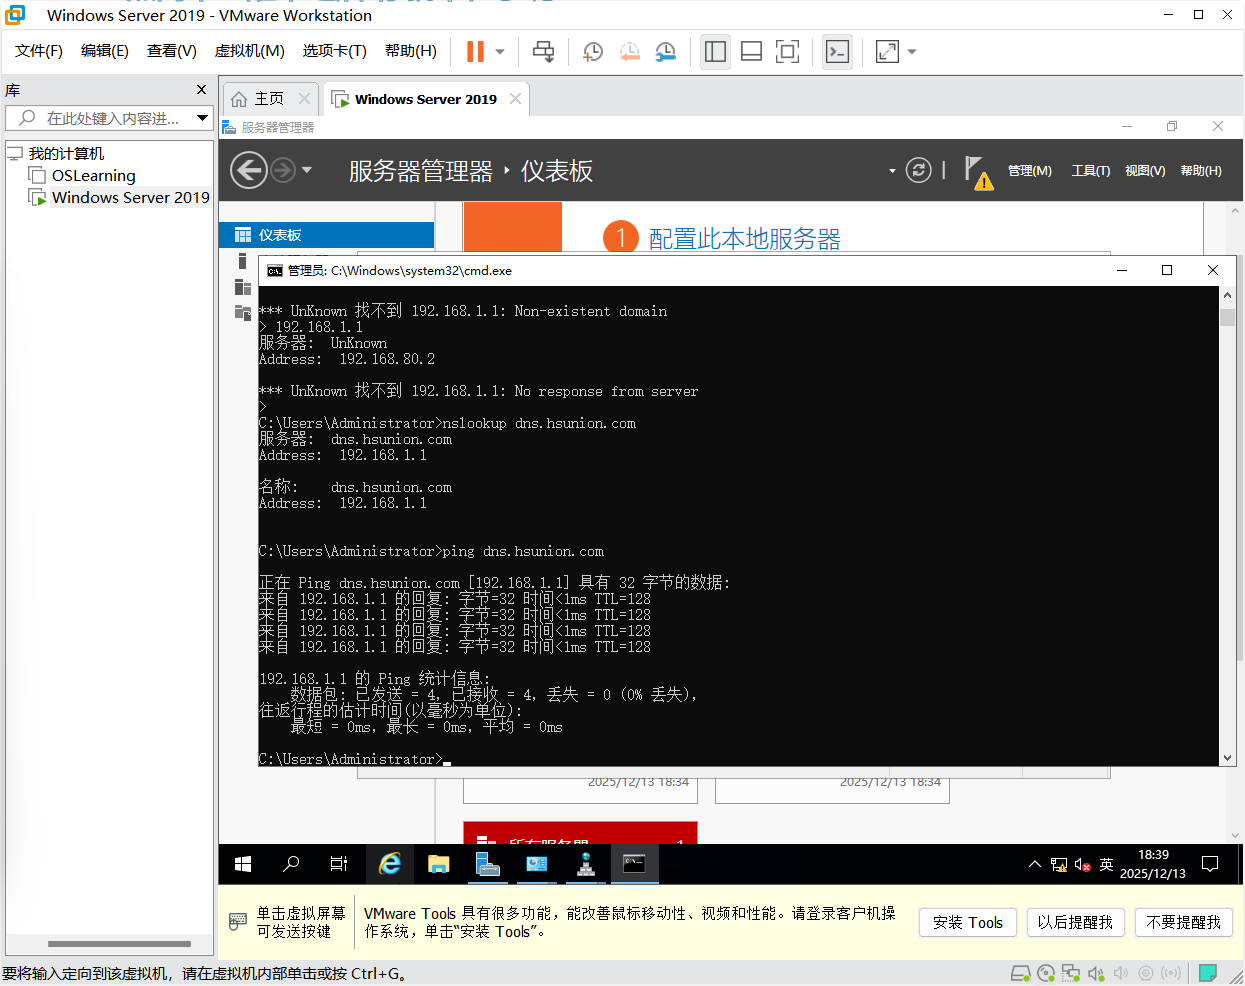 Windows Server 2019 - VMware Workstation
文件(F) 编辑(E) 查看(V) 虚拟机(M) 选项卡(T) 帮助(H)
库
在此处键入内容进...
我的计算机
OSLearning
Windows Server 2019
主页
Windows Server 2019
服务器管理器
服务器管理器 · 仪表板
管理(M) 工具(T) 视图(V) 帮助(H)
仪表板
1 配置此本地服务器
管理员: C:\Windows\system32\cmd.exe
*** UnKnown 找不到 192.168.1.1: Non-existent domain
> 192.168.1.1
服务器:  UnKnown
Address:  192.168.80.2
*** UnKnown 找不到 192.168.1.1: No response from server
>
C:\Users\Administrator>nslookup dns.hsunion.com
服务器:  dns.hsunion.com
Address:  192.168.1.1
名称:    dns.hsunion.com
Address:  192.168.1.1
C:\Users\Administrator>ping dns.hsunion.com
正在 Ping dns.hsunion.com [192.168.1.1] 具有 32 字节的数据:
来自 192.168.1.1 的回复: 字节=32 时间<1ms TTL=128
来自 192.168.1.1 的回复: 字节=32 时间<1ms TTL=128
来自 192.168.1.1 的回复: 字节=32 时间<1ms TTL=128
来自 192.168.1.1 的回复: 字节=32 时间<1ms TTL=128
192.168.1.1 的 Ping 统计信息:
数据包: 已发送 = 4, 已接收 = 4, 丢失 = 0 (0% 丢失),
往返行程的估计时间(以毫秒为单位):
最短 = 0ms, 最长 = 0ms, 平均 = 0ms
C:\Users\Administrator>
2025/12/13 18:34
2025/12/13 18:34
所有服务器 1
英
18:39
2025/12/13
单击虚拟屏幕
可发送按键
VMware Tools 具有很多功能，能改善鼠标移动性、视频和性能。请登录客户机操
作系统，单击“安装 Tools”。
安装 Tools
以后提醒我
不要提醒我
要将输入定向到该虚拟机，请在虚拟机内部单击或按 Ctrl+G。